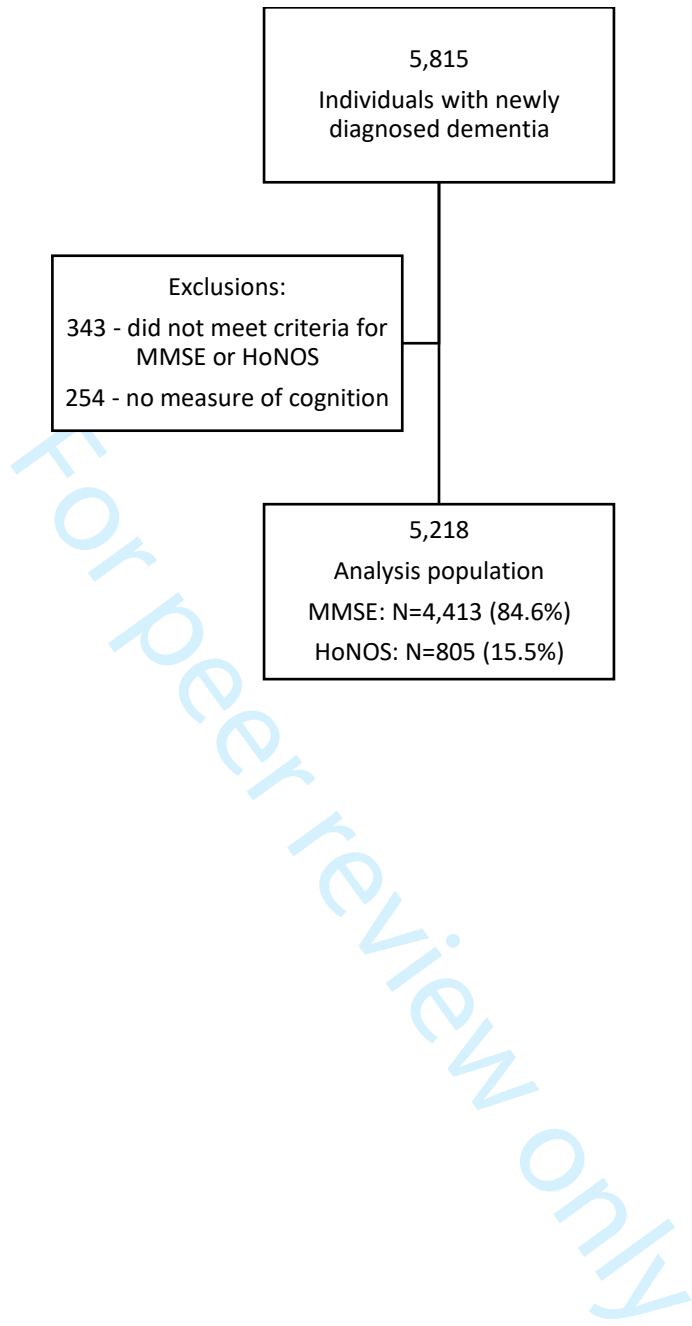 5,815
Individuals with newly
diagnosed dementia
Exclusions:
343 - did not meet criteria for
MMSE or HoNOS
254 - no measure of cognition
5,218
Analysis population
MMSE: N=4,413 (84.6%)
HoNOS: N=805 (15.5%)
For peer review only